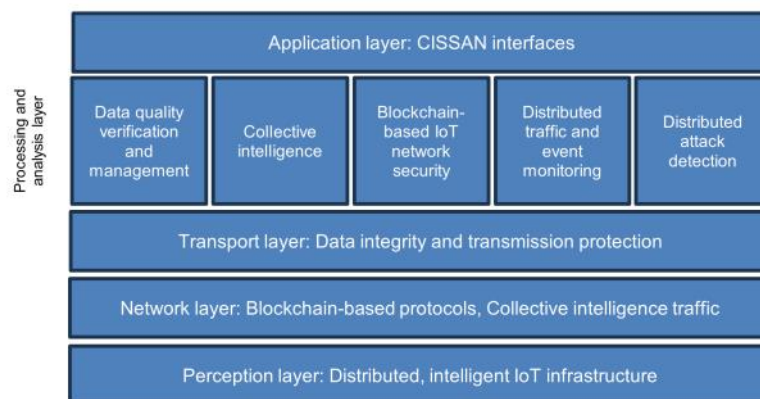 Application layer: CISSAN interfaces
Processing and
analysis layer
Data quality
verification
and
management
Collective
intelligence
Blockchain-
based IoT
network
security
Distributed
traffic and
event
monitoring
Distributed
attack
detection
Transport layer: Data integrity and transmission protection
Network layer: Blockchain-based protocols, Collective intelligence traffic
Perception layer: Distributed, intelligent IoT infrastructure